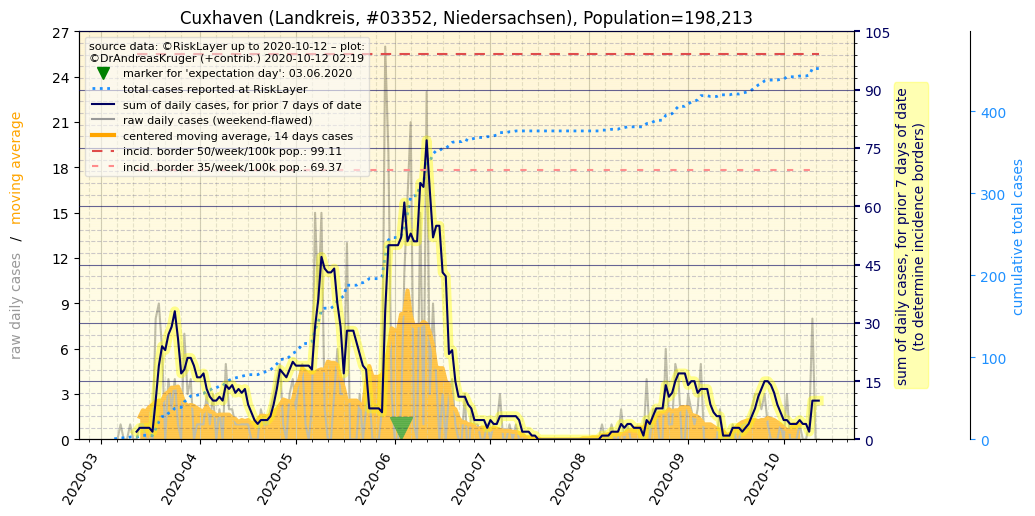 Cuxhaven (Landkreis, #03352, Niedersachsen), Population=198,213
source data: ©RiskLayer up to 2020-10-12 – plot:
©DrAndreasKruger (+contrib.) 2020-10-12 02:19
marker for 'expectation day': 03.06.2020
total cases reported at RiskLayer
sum of daily cases, for prior 7 days of date
raw daily cases (weekend-flawed)
centered moving average, 14 days cases
incid. border 50/week/100k pop.: 99.11
incid. border 35/week/100k pop.: 69.37
raw daily cases / moving average
27
24
21
18
15
12
9
6
3
0
2020-03
2020-04
2020-05
2020-06
2020-07
2020-08
2020-09
2020-10
105
90
75
60
45
30
15
0
sum of daily cases, for prior 7 days of date
(to determine incidence borders)
400
300
200
100
0
cumulative total cases